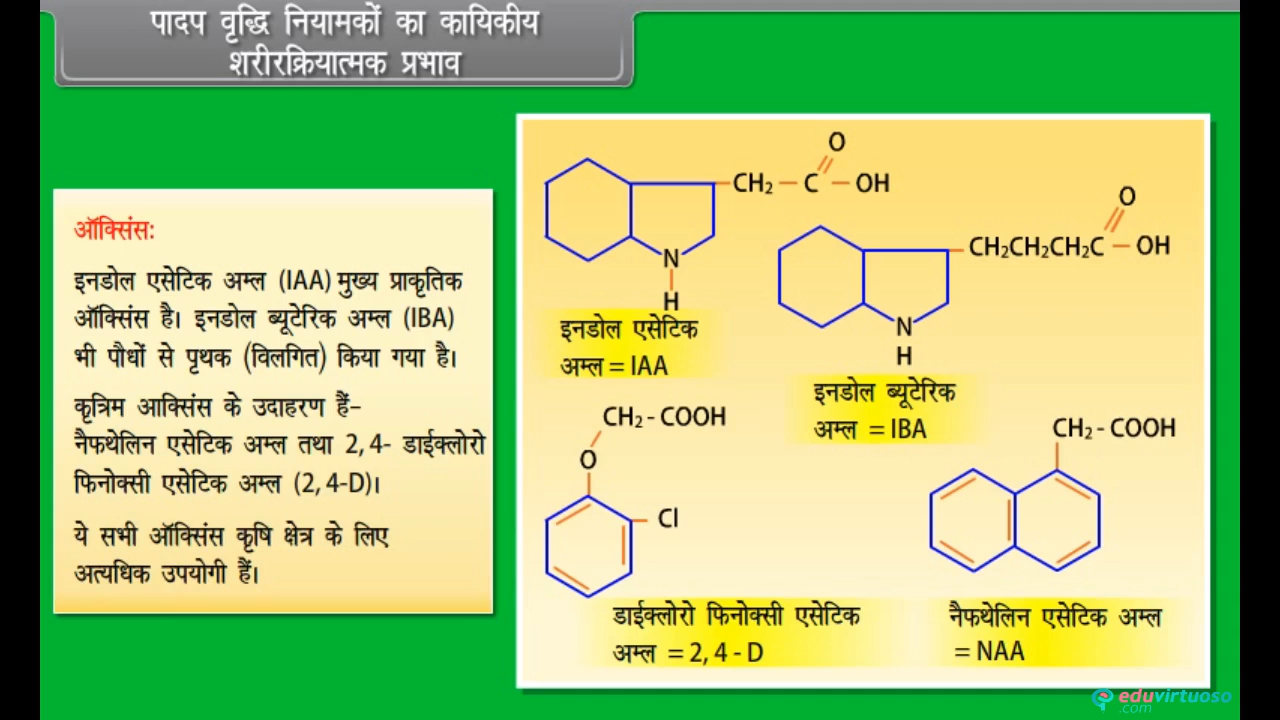 पादप वृद्धि नियामकों का कायिकीय
शरीरक्रियात्मक प्रभाव
ऑक्सिंस:
इनडोल एसेटिक अम्ल (IAA) मुख्य प्राकृतिक
ऑक्सिंस है। इनडोल ब्यूटेरिक अम्ल (IBA)
भी पौधों से पृथक (विलगित) किया गया है।
कृत्रिम आक्सिंस के उदाहरण हैं-
नैफथेलिन एसेटिक अम्ल तथा 2, 4- डाईक्लोरो
फिनोक्सी एसेटिक अम्ल (2, 4-D)।
ये सभी ऑक्सिंस कृषि क्षेत्र के लिए
अत्यधिक उपयोगी हैं।
O
CH₂ - C - OH
N
H
इनडोल एसेटिक
अम्ल = IAA
O
CH₂CH₂CH₂C - OH
N
H
इनडोल ब्यूटेरिक
अम्ल = IBA
CH₂ - COOH
O
Cl
डाईक्लोरो फिनोक्सी एसेटिक
अम्ल = 2, 4 - D
CH₂ - COOH
नैफथेलिन एसेटिक अम्ल
= NAA
eduvirtuoso
.com